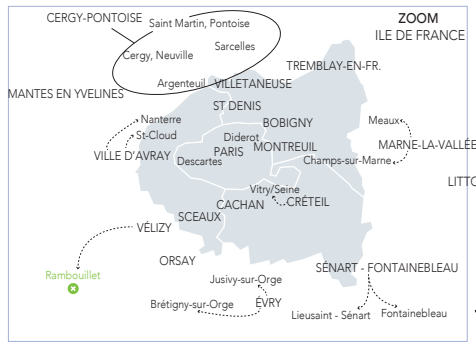 CERGY-PONTOISE
ZOOM
ILE DE FRANCE
Saint Martin, Pontoise
Sarcelles
Cergy, Neuville
TREMBLAY-EN-FR.
Argenteuil
VILLETANEUSE
MANTES EN YVELINES
ST DENIS
Nanterre
BOBIGNY
Meaux
St-Cloud
Diderot
MARNE-LA-VALLÉE
VILLE D'AVRAY
PARIS
MONTREUIL
Descartes
Champs-sur-Marne
LITTO
Vitry/Seine
CACHAN
CRÉTEIL
SCEAUX
VÉLIZY
ORSAY
SÉNART - FONTAINEBLEAU
Rambouillet
Jusivy-sur-Orge
Brétigny-sur-Orge
ÉVRY
Lieusaint - Sénart
Fontainebleau